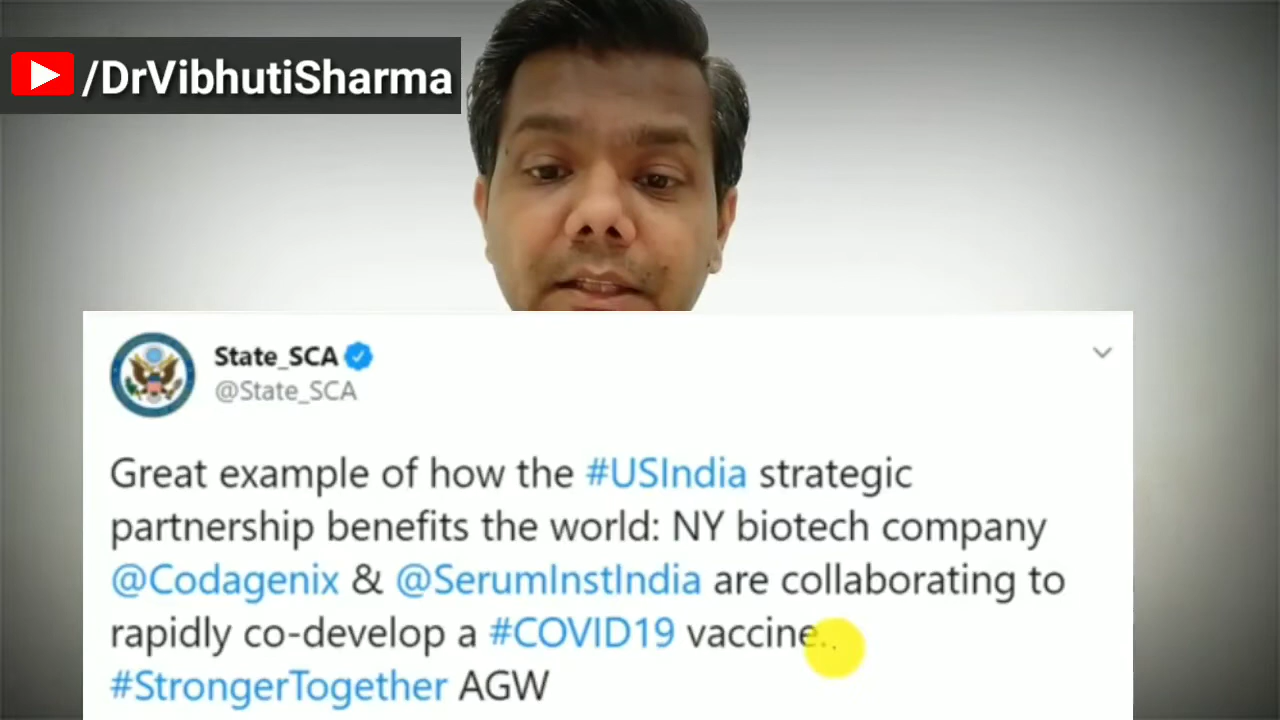 /DrVibhutiSharma
State_SCA
@State_SCA
Great example of how the #USIndia strategic
partnership benefits the world: NY biotech company
@Codagenix & @SerumInstIndia are collaborating to
rapidly co-develop a #COVID19 vaccine..
#StrongerTogether AGW